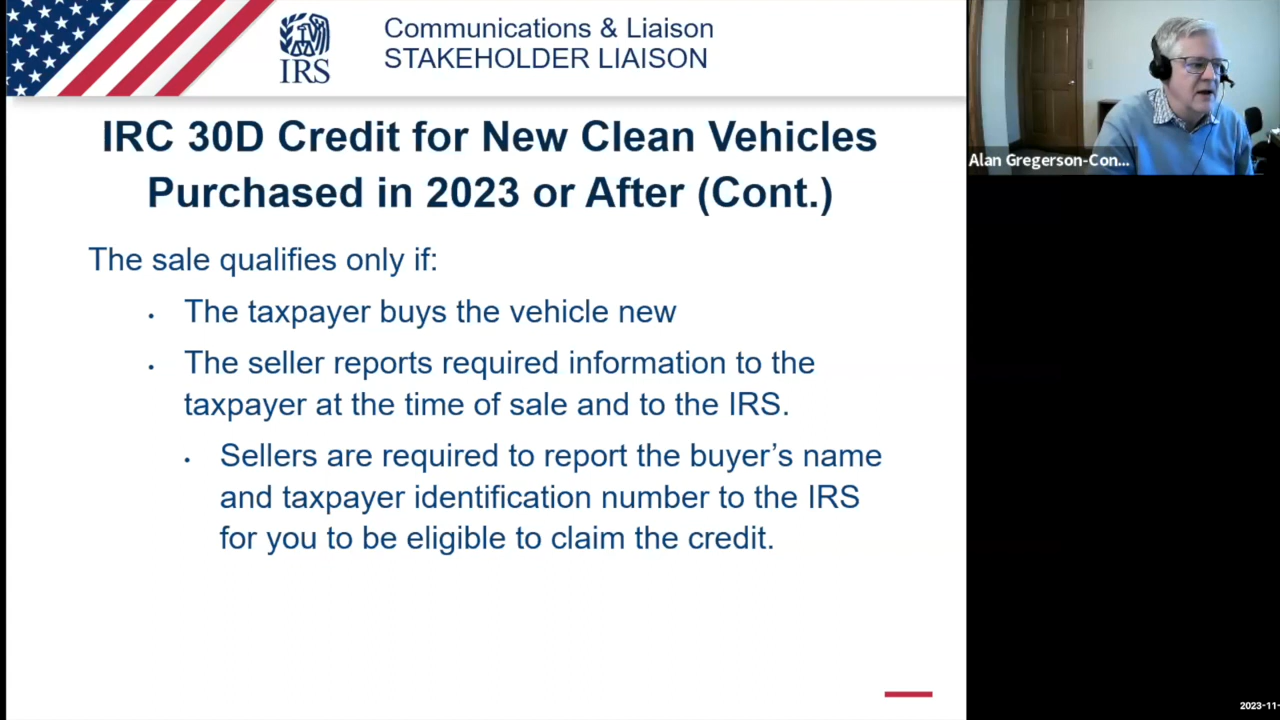 IRS
Communications & Liaison
STAKEHOLDER LIAISON
IRC 30D Credit for New Clean Vehicles
Purchased in 2023 or After (Cont.)
The sale qualifies only if:
• The taxpayer buys the vehicle new
• The seller reports required information to the
taxpayer at the time of sale and to the IRS.
• Sellers are required to report the buyer’s name
and taxpayer identification number to the IRS
for you to be eligible to claim the credit.
Alan Gregerson-Con...
2023-11-